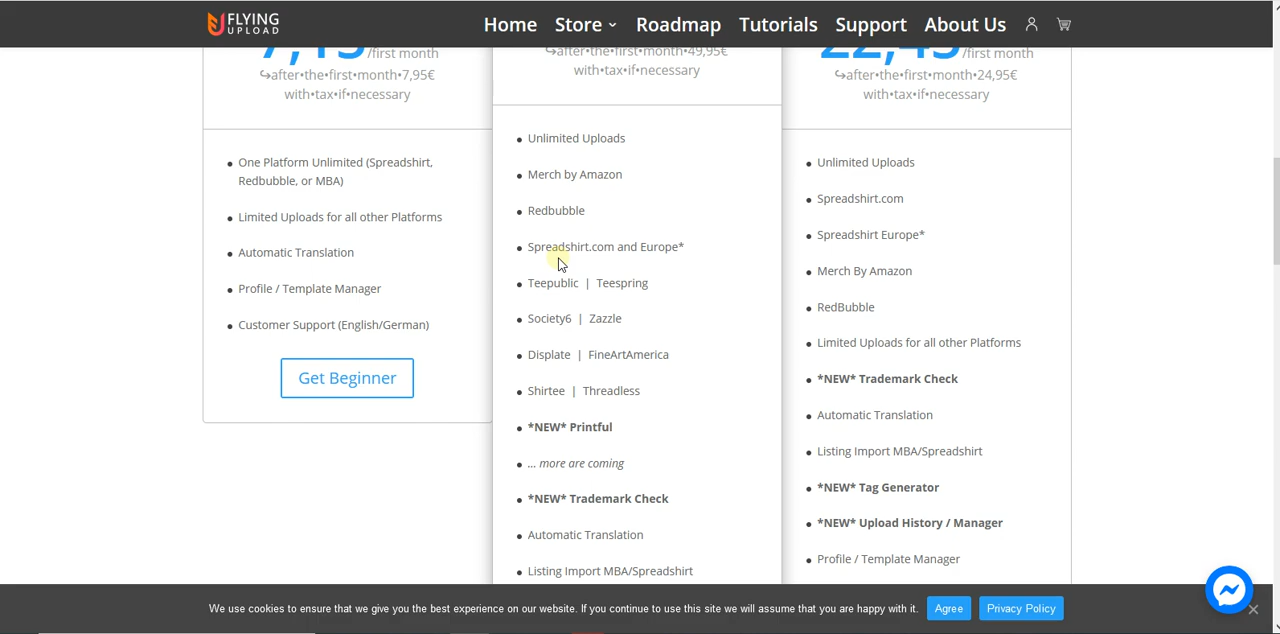 FLYING
UPLOAD
Home Store Roadmap Tutorials Support About Us
/first month
↪after•the•first•month•7,95€
with•tax•if•necessary
One Platform Unlimited (Spreadshirt,
Redbubble, or MBA)
Limited Uploads for all other Platforms
Automatic Translation
Profile / Template Manager
Customer Support (English/German)
Get Beginner
↪after•the•first•month•49,95€
with•tax•if•necessary
Unlimited Uploads
Merch by Amazon
Redbubble
Spreadshirt.com and Europe*
Teepublic | Teespring
Society6 | Zazzle
Displate | FineArtAmerica
Shirtee | Threadless
*NEW* Printful
... more are coming
*NEW* Trademark Check
Automatic Translation
Listing Import MBA/Spreadshirt
/first month
↪after•the•first•month•24,95€
with•tax•if•necessary
Unlimited Uploads
Spreadshirt.com
Spreadshirt Europe*
Merch By Amazon
RedBubble
Limited Uploads for all other Platforms
*NEW* Trademark Check
Automatic Translation
Listing Import MBA/Spreadshirt
*NEW* Tag Generator
*NEW* Upload History / Manager
Profile / Template Manager
We use cookies to ensure that we give you the best experience on our website. If you continue to use this site we will assume that you are happy with it. Agree Privacy Policy